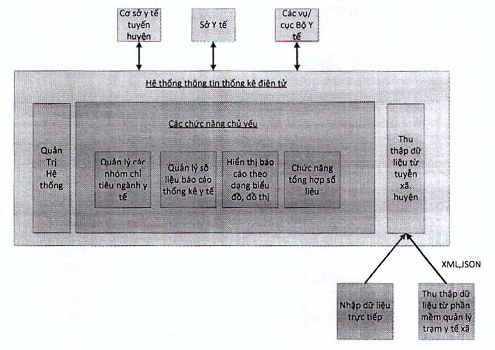 Cơ sở y tế
tuyến
huyện
Sở Y tế
Các vụ/
cục Bộ Y
tế
Hệ thống thông tin thống kê điện tử
Các chức năng chủ yếu
Quản
Trị
Hệ
thống
Quản lý các
nhóm chỉ
tiêu ngành y
tế
Quản lý số
liệu báo cáo
thống kê y tế
Hiển thị báo
cáo theo
dạng biểu
đồ, đồ thị
Chức năng
tổng hợp số
liệu
Thu
thập dữ
liệu từ
tuyến
xã,
huyện
XML,JSON
Nhập dữ liệu
trực tiếp
Thu thập dữ
liệu từ phần
mềm quản lý
trạm y tế xã